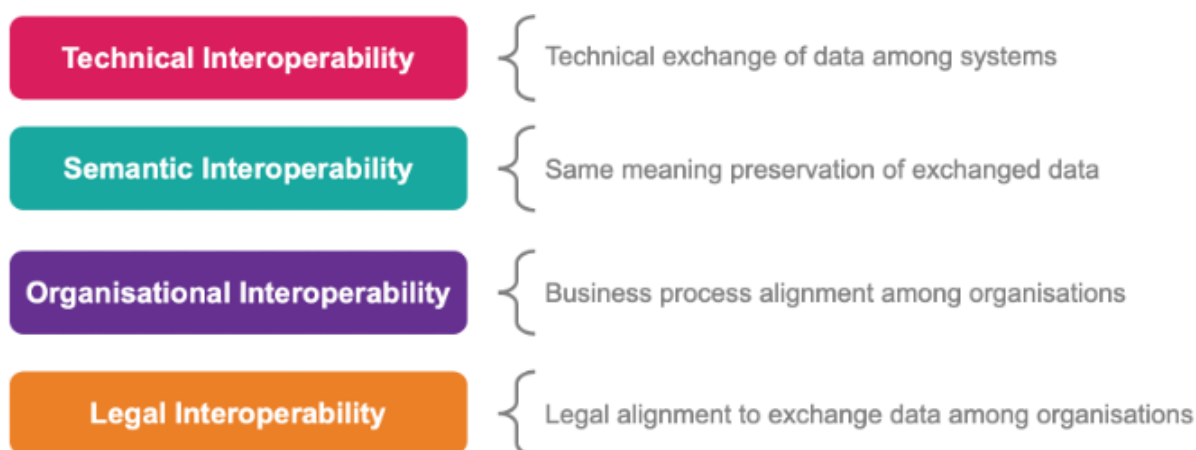 Technical Interoperability
Technical exchange of data among systems
Semantic Interoperability
Same meaning preservation of exchanged data
Organisational Interoperability
Business process alignment among organisations
Legal Interoperability
Legal alignment to exchange data among organisations